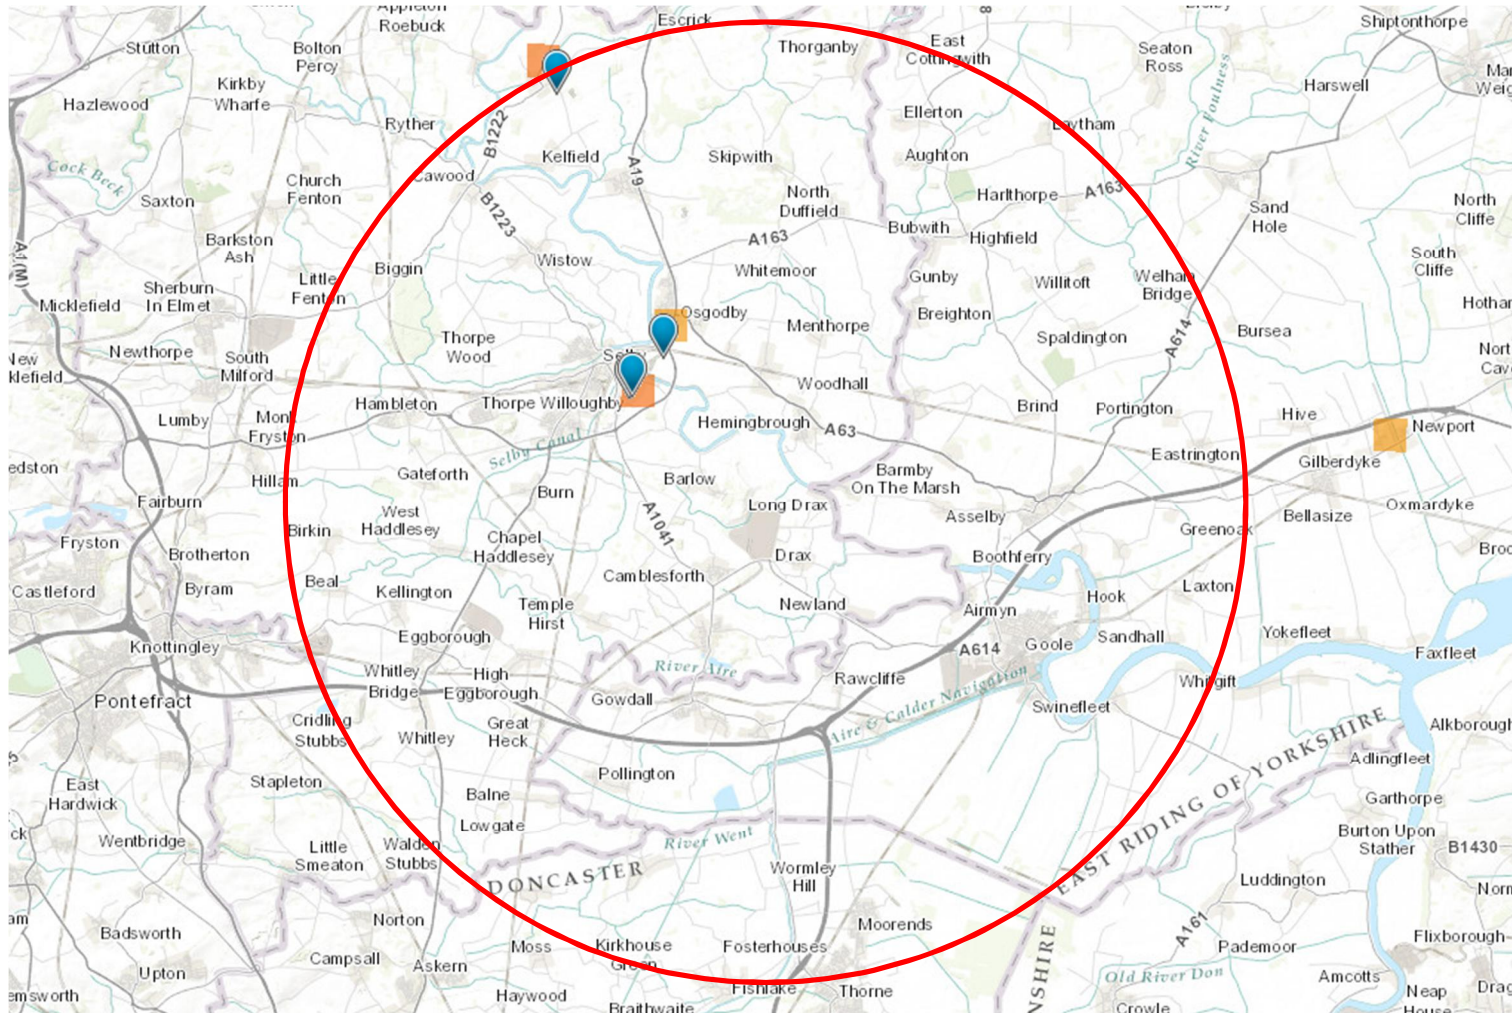 Appleton
Roebuck
Escrick
8
Shiptonthorpe
Stutton
Bolton
Percy
Thorganby
East
Cottingwith
Seaton
Ross
Kirkby
Wharfe
Harswell
Hazlewood
Ryther
B1222
Ellerton
Laytham
River Foulness
Cock Beck
Kelfield
A19
Skipwith
Aughton
Cawood
Church
Fenton
Saxton
B1223
North
Duffield
Harlthorpe
A163
Sand
Hole
North
Cliffe
A1(M)
Barkston
Ash
A163
Bubwith
Highfield
Biggin
Wistow
Whitemoor
Gunby
Willitoft
Welham
Bridge
South
Cliffe
Little
Fenton
Sherburn
In Elmet
Micklefield
Osgodby
Menthorpe
Breighton
Spaldington
A614
Bursea
Thorpe
Wood
Newthorpe
South
Milford
Selby
Woodhall
Hambleton
Thorpe Willoughby
Brind
Portington
Hive
Lumby
Monk
Fryston
Hemingbrough
A63
Newport
Selby Canal
Eastrington
Gilberdyke
Hillam
Gateforth
Barlow
Barmby
On The Marsh
Fairburn
Burn
Long Drax
Oxmardyke
West
Haddlesey
A1041
Asselby
Bellasize
Birkin
Chapel
Haddlesey
Greenoak
Fryston
Brotherton
Drax
Boothferry
Castleford
Byram
Beal
Kellington
Camblesforth
Laxton
Temple
Hirst
Newland
Airmyn
Hook
Eggborough
A614
Goole
Sandhall
Yokefleet
Knottingley
Faxfleet
Whitley
Bridge
High
Eggborough
River Aire
Rawcliffe
Whitgift
Pontefract
Gowdall
Aire & Calder Navigation
Swinefleet
Cridling
Stubbs
Great
Heck
Whitley
Alkborough
EAST RIDING OF YORKSHIRE
Adlingfleet
Pollington
Stapleton
East
Hardwick
Balne
Garthorpe
Lowgate
River Went
Wentbridge
Walden
Stubbs
Little
Smeaton
Burton Upon
Stather
B1430
DONCASTER
Wormley
Hill
Luddington
Norton
Moorends
A161
Badsworth
Moss
Kirkhouse
Green
Fosterhouses
Pademoor
Flixborough
Campsall
Askern
Upton
Old River Don
Amcotts
Haywood
Fishlake
Thorne
Neap
House
Braithwaite
Crowle